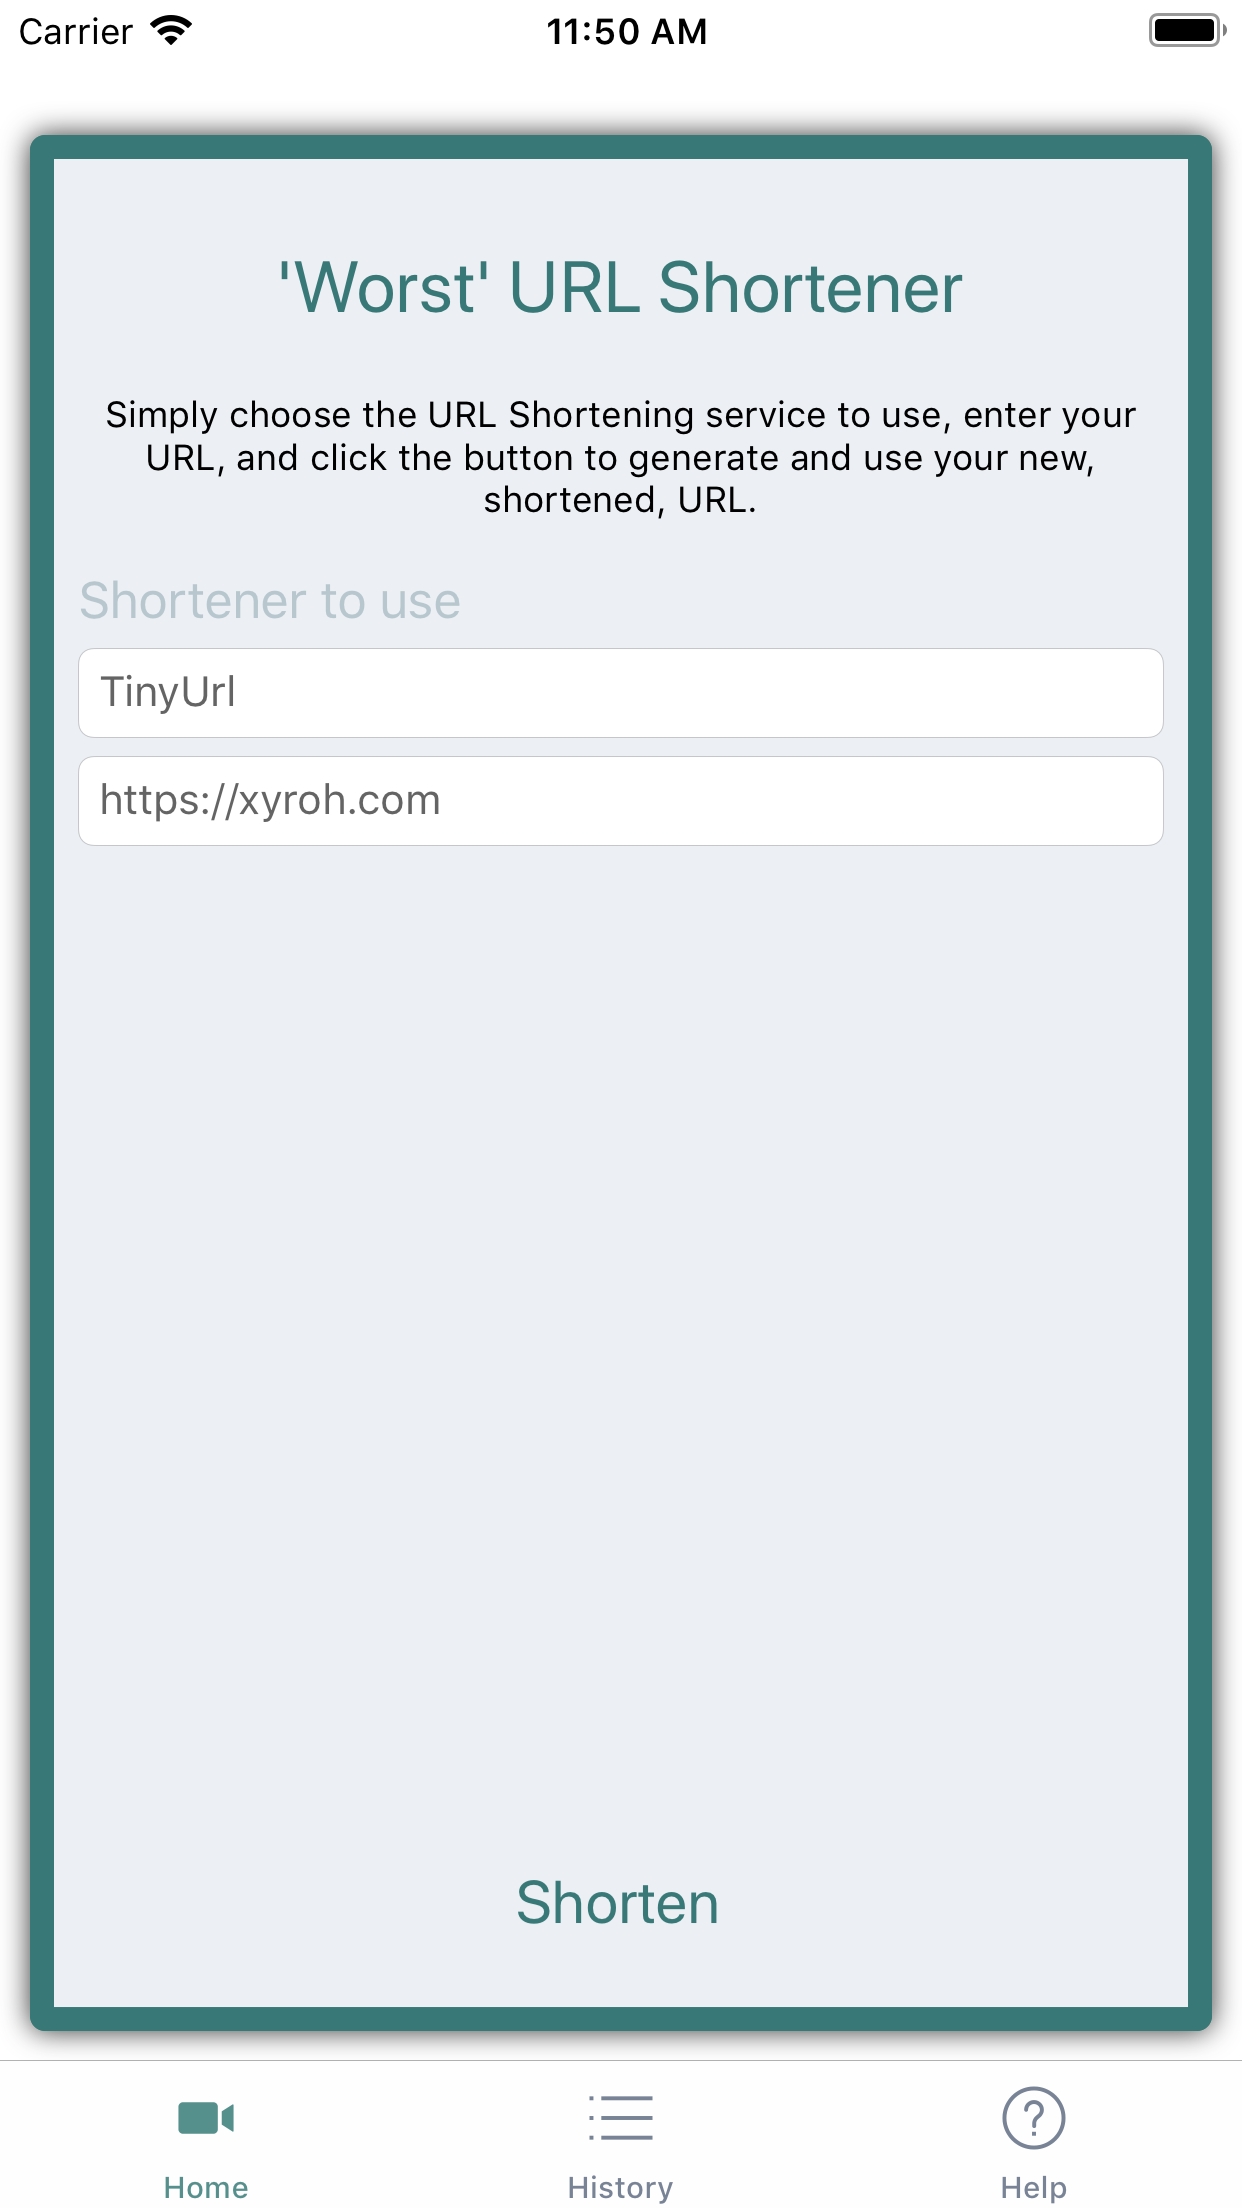 Carrier
11:50 AM
'Worst' URL Shortener
Simply choose the URL Shortening service to use, enter your
URL, and click the button to generate and use your new,
shortened, URL.
Shortener to use
TinyUrl
https://xyroh.com
Shorten
Home
History
Help